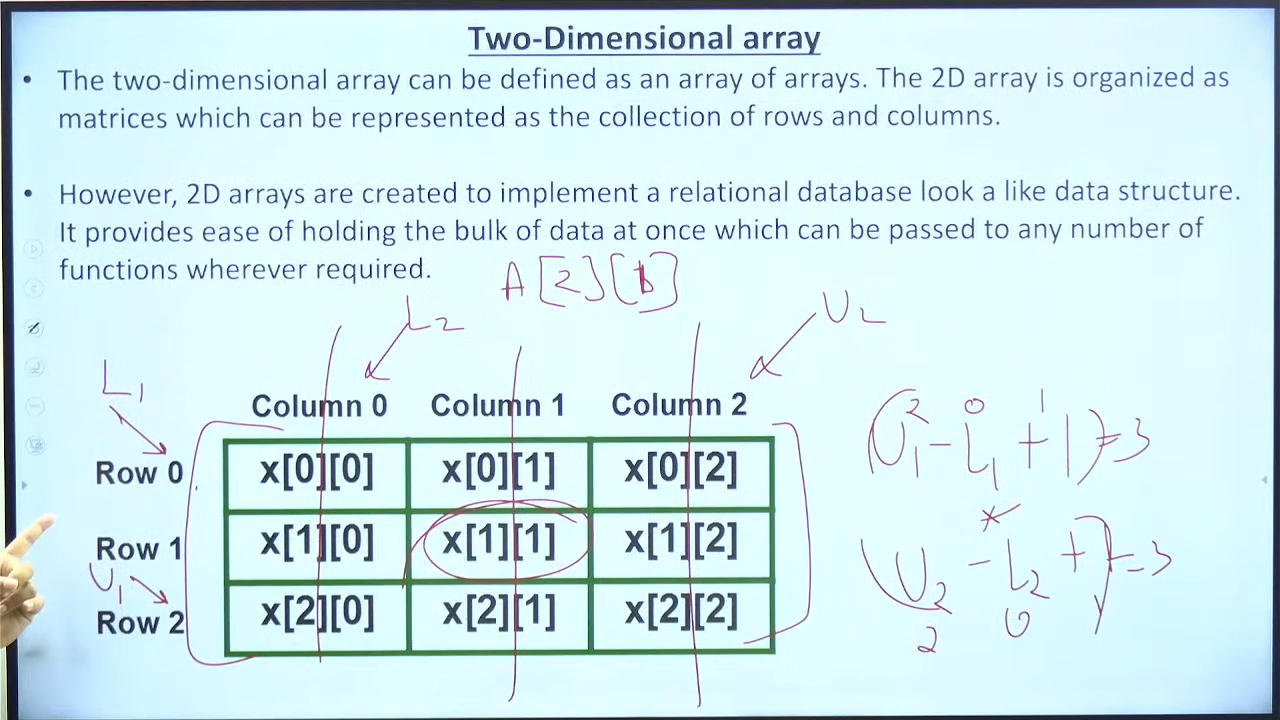 Two-Dimensional array
• The two-dimensional array can be defined as an array of arrays. The 2D array is organized as
matrices which can be represented as the collection of rows and columns.
• However, 2D arrays are created to implement a relational database look a like data structure.
It provides ease of holding the bulk of data at once which can be passed to any number of
functions wherever required.
A[2][1]
L2
U2
L1
Column 0 Column 1 Column 2
Row 0 x[0][0] x[0][1] x[0][2]
Row 1 x[1][0] x[1][1] x[1][2]
U1
Row 2 x[2][0] x[2][1] x[2][2]
2 0 1
(U1 - L1 + 1) = 3
*
(U2 - L2 + 1) = 3
2 0